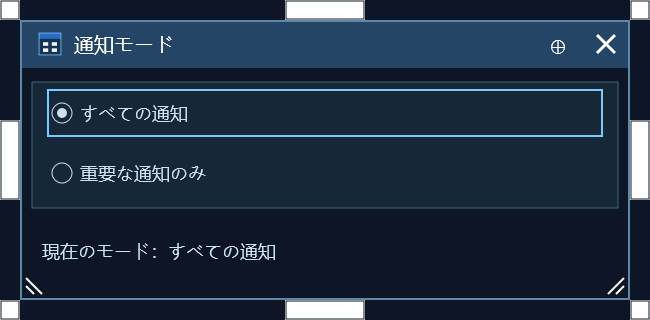 通知モード
すべての通知
重要な通知のみ
現在のモード: すべての通知